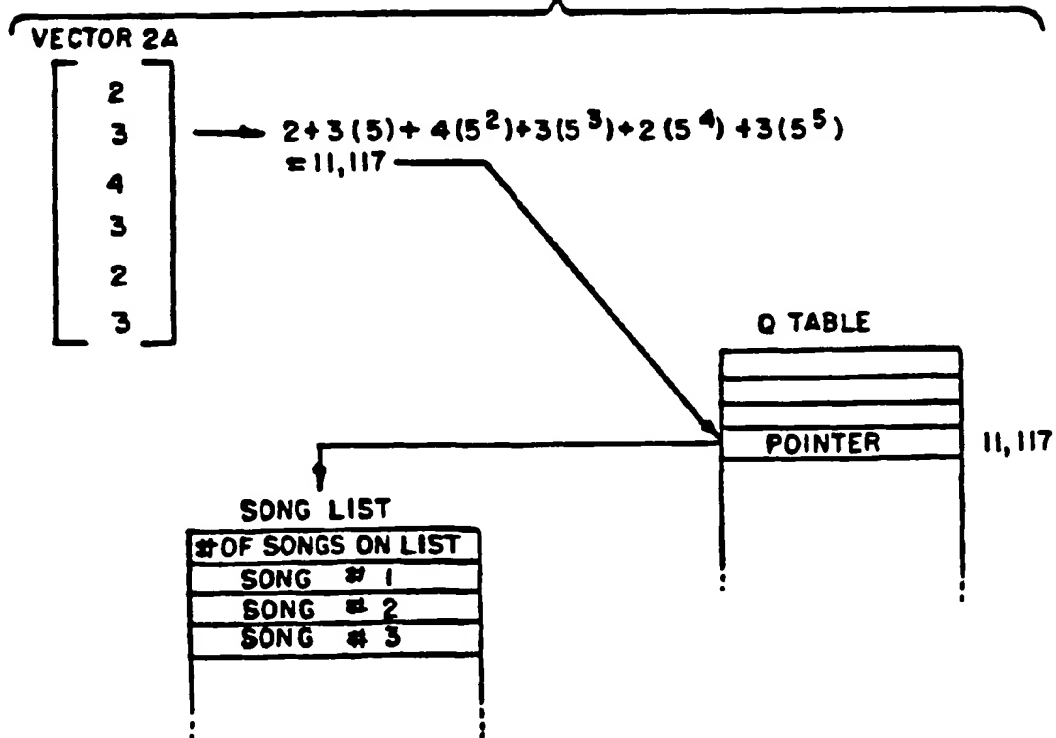 VECTOR 2A
2
3
4
3
2
3
2+3(5)+4(5²)+3(5³)+2(5⁴)+3(5⁵)
=11,117
Q TABLE
POINTER
11,117
SONG LIST
# OF SONGS ON LIST
SONG # 1
SONG # 2
SONG # 3